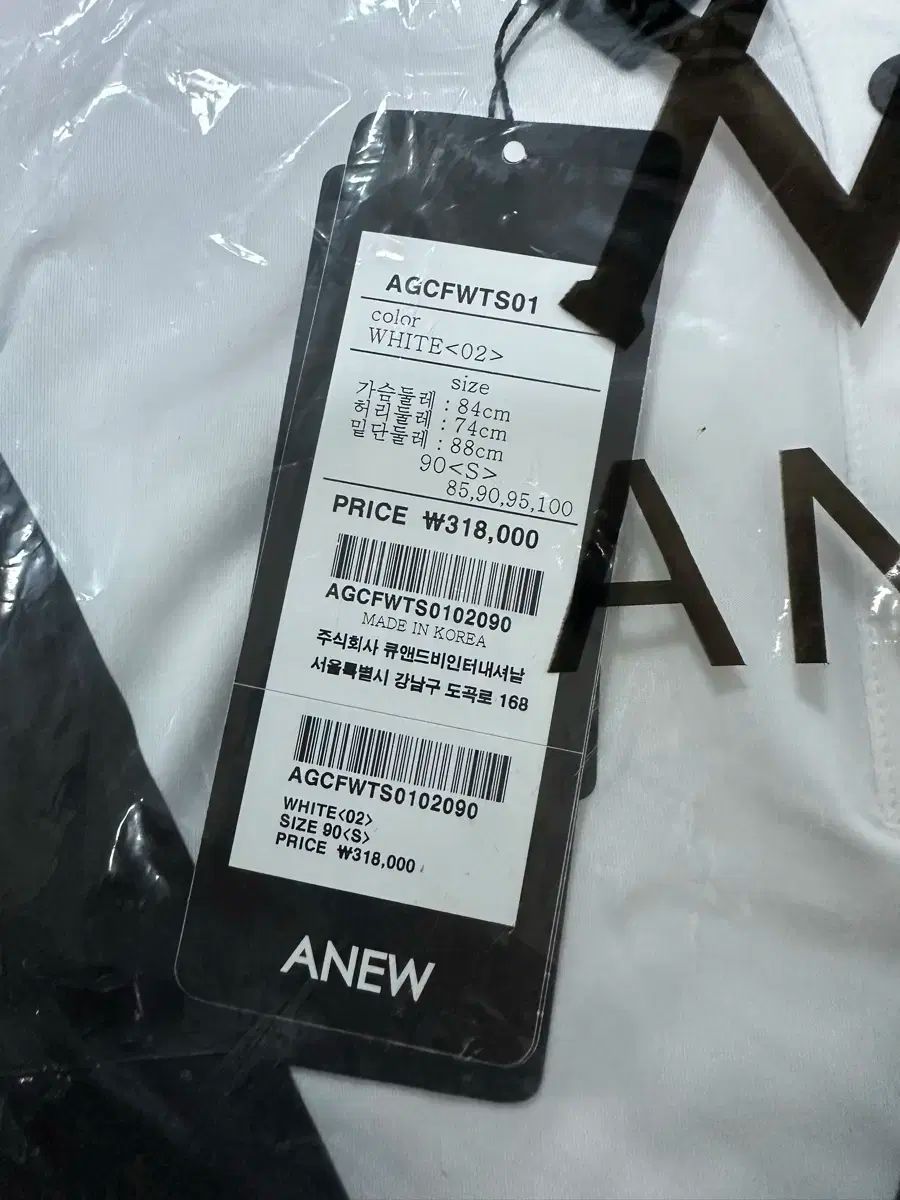 AGCFWTS01
color
WHITE<02>
size
가슴둘레 : 84cm
허리둘레 : 74cm
밑단둘레 : 88cm
90<S>
85,90,95,100
PRICE ₩318,000
AGCFWTS0102090
MADE IN KOREA
주식회사 큐앤드비인터내셔날
서울특별시 강남구 도곡로 168
AGCFWTS0102090
WHITE<02>
SIZE 90<S>
PRICE ₩318,000
ANEW
AN